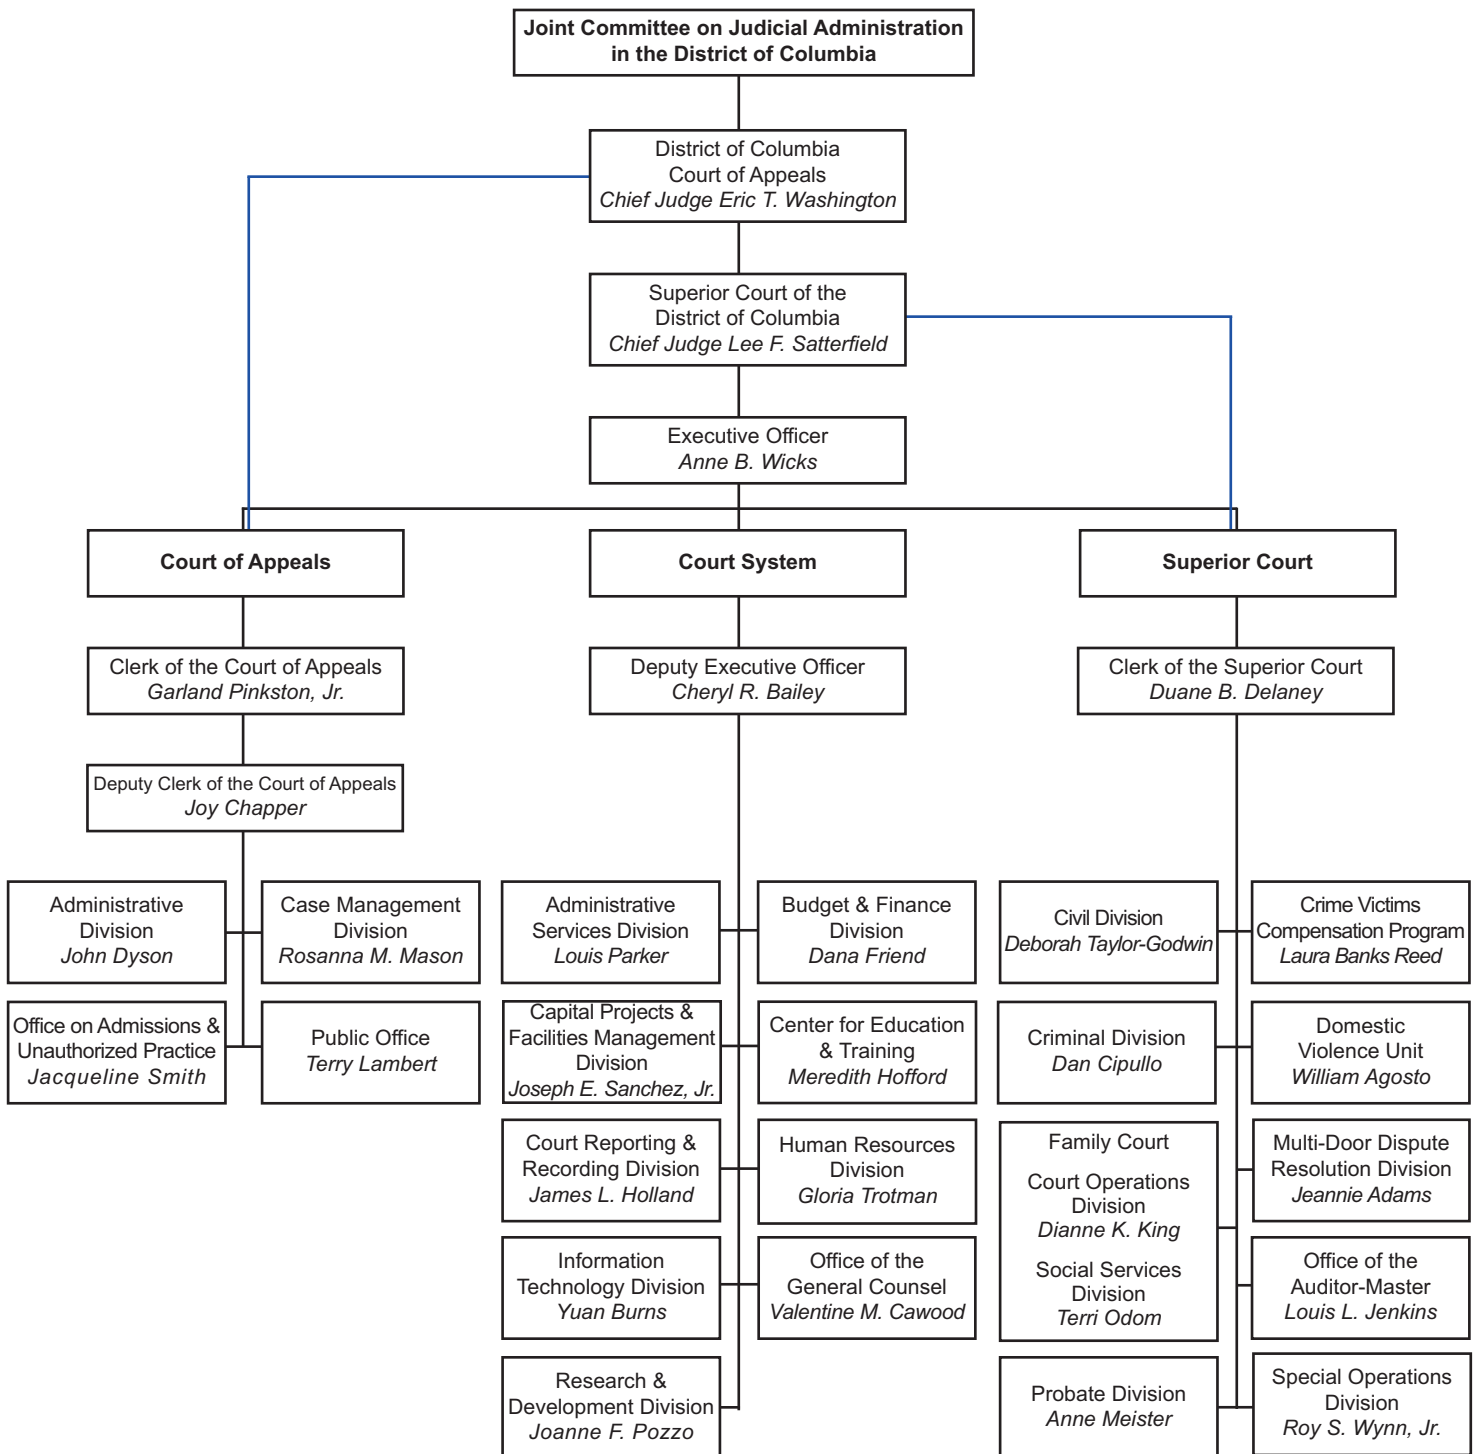 Joint Committee on Judicial Administration
in the District of Columbia
District of Columbia
Court of Appeals
Chief Judge Eric T. Washington
Superior Court of the
District of Columbia
Chief Judge Lee F. Satterfield
Executive Officer
Anne B. Wicks
Court of Appeals
Court System
Superior Court
Clerk of the Court of Appeals
Garland Pinkston, Jr.
Deputy Executive Officer
Cheryl R. Bailey
Clerk of the Superior Court
Duane B. Delaney
Deputy Clerk of the Court of Appeals
Joy Chapper
Administrative
Division
John Dyson
Case Management
Division
Rosanna M. Mason
Office on Admissions &
Unauthorized Practice
Jacqueline Smith
Public Office
Terry Lambert
Administrative
Services Division
Louis Parker
Budget & Finance
Division
Dana Friend
Capital Projects &
Facilities Management
Division
Joseph E. Sanchez, Jr.
Center for Education
& Training
Meredith Hofford
Court Reporting &
Recording Division
James L. Holland
Human Resources
Division
Gloria Trotman
Information
Technology Division
Yuan Burns
Office of the
General Counsel
Valentine M. Cawood
Research &
Development Division
Joanne F. Pozzo
Civil Division
Deborah Taylor-Godwin
Crime Victims
Compensation Program
Laura Banks Reed
Criminal Division
Dan Cipullo
Domestic
Violence Unit
William Agosto
Family Court
Court Operations
Division
Dianne K. King
Social Services
Division
Terri Odom
Multi-Door Dispute
Resolution Division
Jeannie Adams
Office of the
Auditor-Master
Louis L. Jenkins
Probate Division
Anne Meister
Special Operations
Division
Roy S. Wynn, Jr.